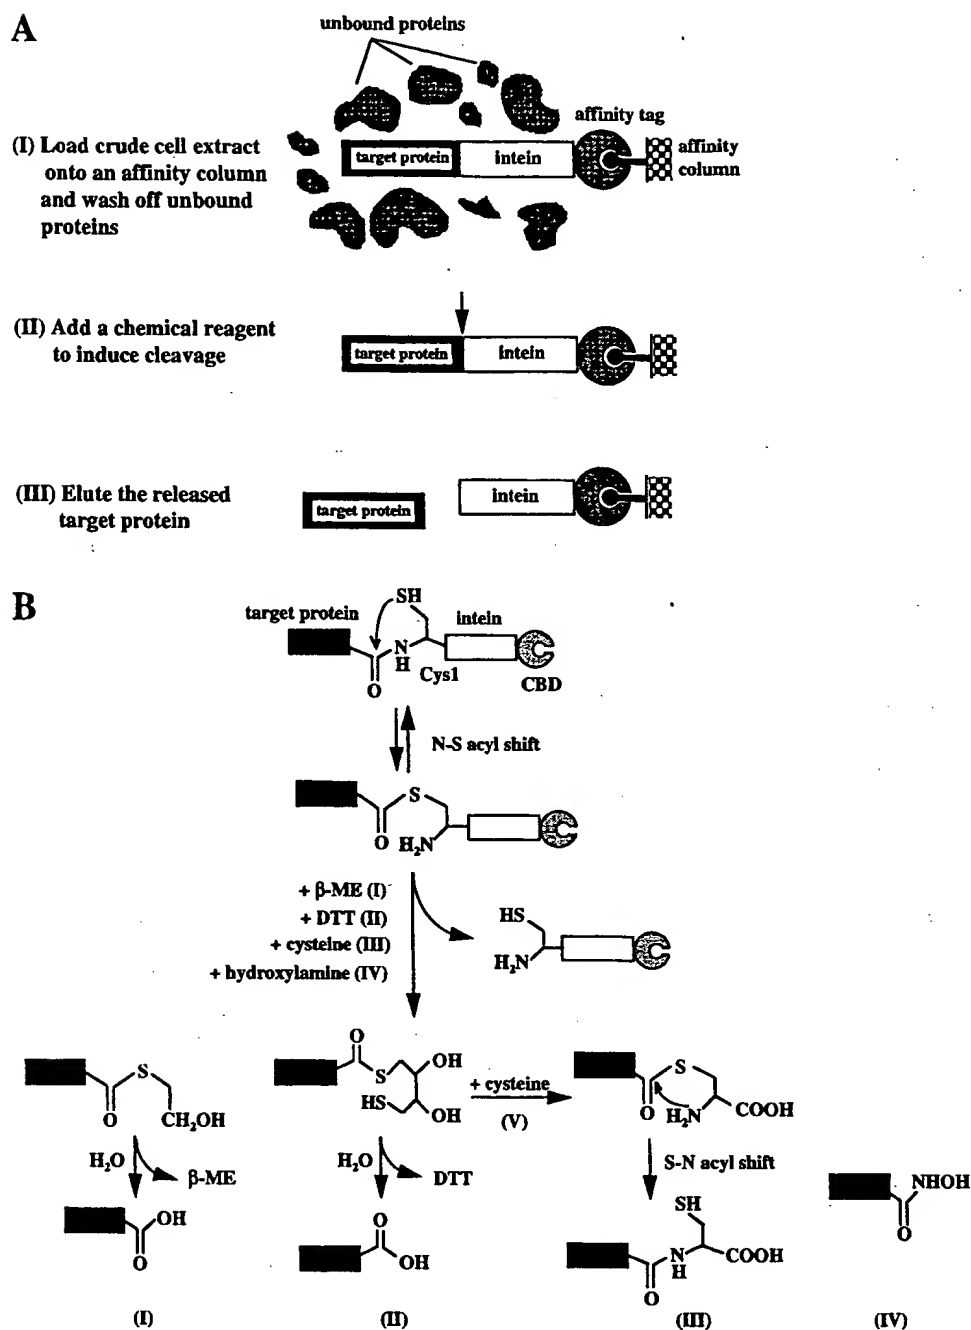 A
unbound proteins
affinity tag
(I) Load crude cell extract
onto an affinity column
and wash off unbound
proteins
target protein
intein
affinity
column
(II) Add a chemical reagent
to induce cleavage
target protein
intein
(III) Elute the released
target protein
target protein
intein
B
target protein
SH
intein
N
H
O
Cys1
CBD
N-S acyl shift
S
O
H₂N
+ β-ME (I)
+ DTT (II)
+ cysteine (III)
+ hydroxylamine (IV)
HS
H₂N
S
O
CH₂OH
H₂O
β-ME
OH
O
(I)
O
S
OH
HS
OH
H₂O
DTT
O
OH
(II)
+ cysteine
(V)
S
O
H₂N
COOH
S-N acyl shift
SH
N
H
COOH
O
(III)
NHOH
O
(IV)